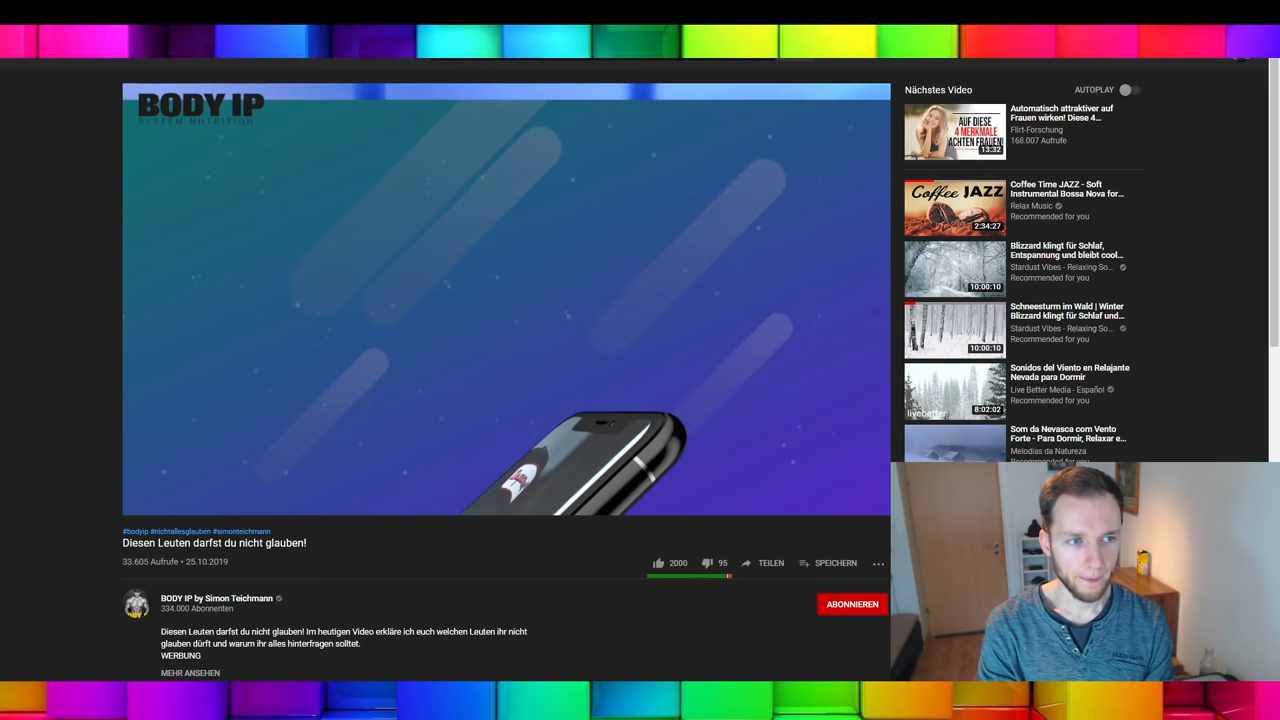 BODY IP
SYSTEM NUTRITION
#bodyip #nichtallesglauben #simonteichmann
Diesen Leuten darfst du nicht glauben!
33.605 Aufrufe • 25.10.2019
2000
95
TEILEN
SPEICHERN
BODY IP by Simon Teichmann
334.000 Abonnenten
ABONNIEREN
Diesen Leuten darfst du nicht glauben! Im heutigen Video erkläre ich euch welchen Leuten ihr nicht
glauben dürft und warum ihr alles hinterfragen solltet.
WERBUNG
MEHR ANSEHEN
Nächstes Video
AUTOPLAY
AUF DIESE
4 MERKMALE
ACHTEN FRAUEN!
13:32
Automatisch attraktiver auf
Frauen wirken! Diese 4...
Flirt-Forschung
168.007 Aufrufe
Coffee JAZZ
2:34:27
Coffee Time JAZZ - Soft
Instrumental Bossa Nova for...
Relax Music
Recommended for you
10:00:10
Blizzard klingt für Schlaf,
Entspannung und bleibt cool...
Stardust Vibes - Relaxing So...
Recommended for you
10:00:10
Schneesturm im Wald | Winter
Blizzard klingt für Schlaf und...
Stardust Vibes - Relaxing So...
Recommended for you
livebetter
8:02:02
Sonidos del Viento en Relajante
Nevada para Dormir
Live Better Media - Español
Recommended for you
Som da Nevasca com Vento
Forte - Para Dormir, Relaxar e...
Melodias da Natureza
Recommended for you